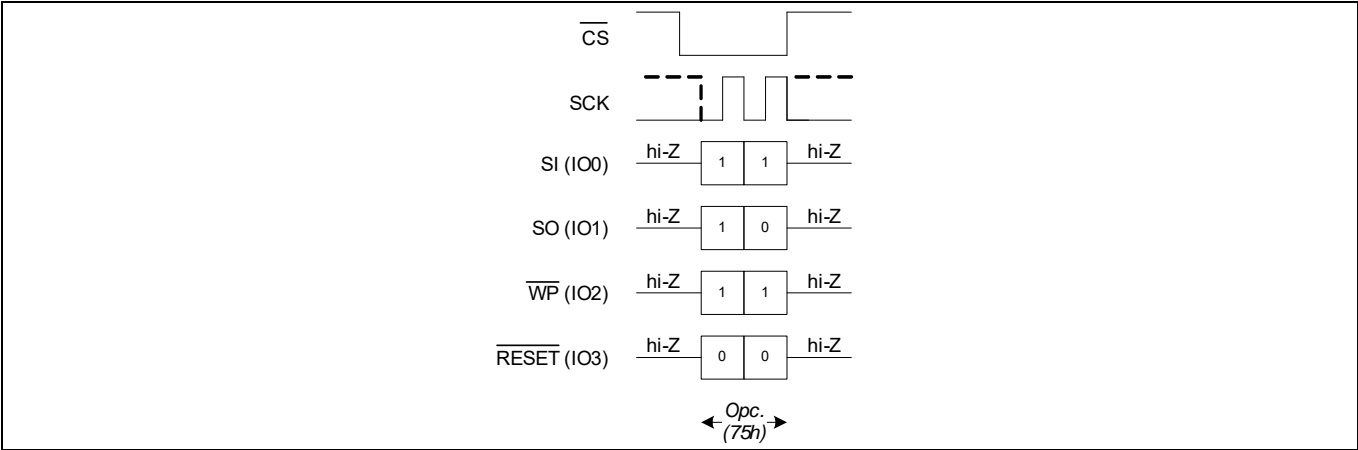 CS
SCK
SI (IO0) hi-Z 1 1 hi-Z
SO (IO1) hi-Z 1 0 hi-Z
WP (IO2) hi-Z 1 1 hi-Z
RESET (IO3) hi-Z 0 0 hi-Z
Opc.
(75h)